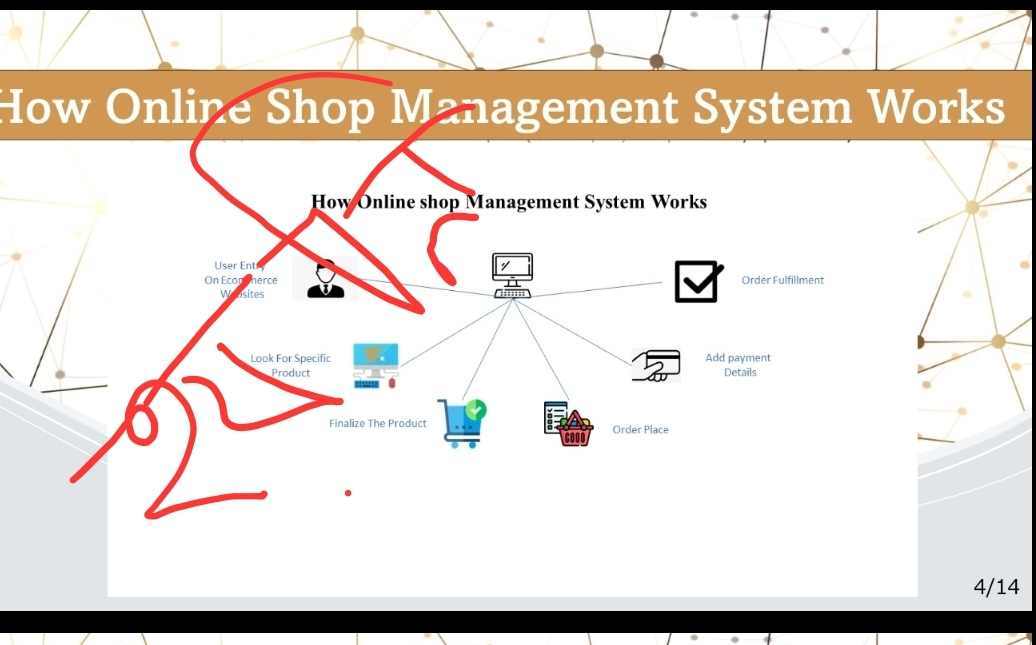 How Online Shop Management System Works
How Online shop Management System Works
User Entry
On Ecommerce
Websites
Order Fulfillment
Look For Specific
Product
Add payment
Details
Finalize The Product
Order Place
4/14